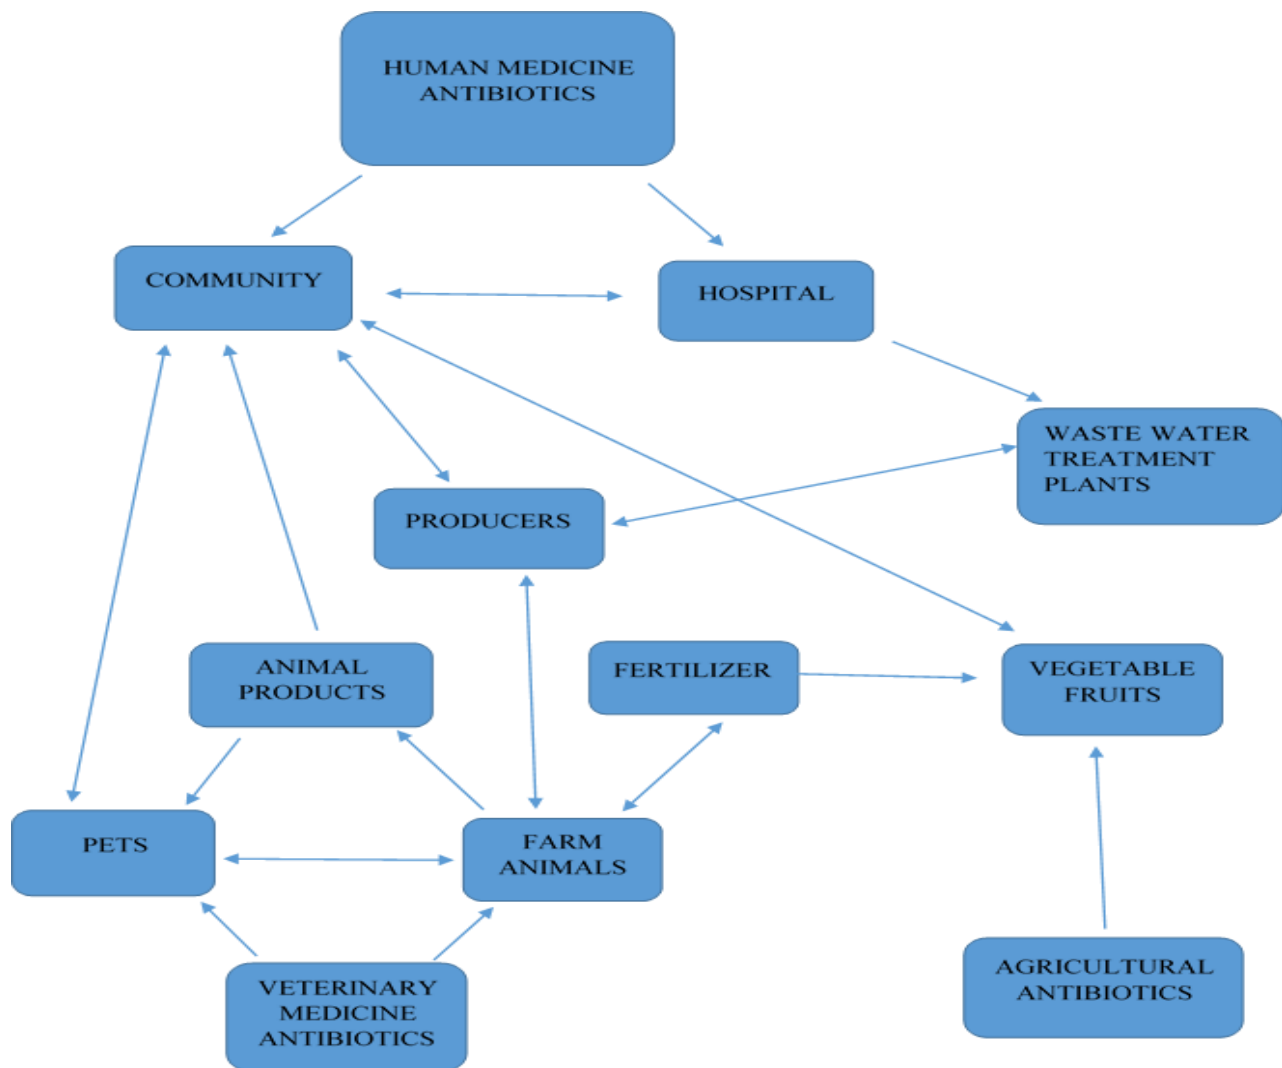 HUMAN MEDICINE
ANTIBIOTICS
COMMUNITY
HOSPITAL
WASTE WATER
TREATMENT
PLANTS
PRODUCERS
ANIMAL
PRODUCTS
FERTILIZER
VEGETABLE
FRUITS
PETS
FARM
ANIMALS
VETERINARY
MEDICINE
ANTIBIOTICS
AGRICULTURAL
ANTIBIOTICS